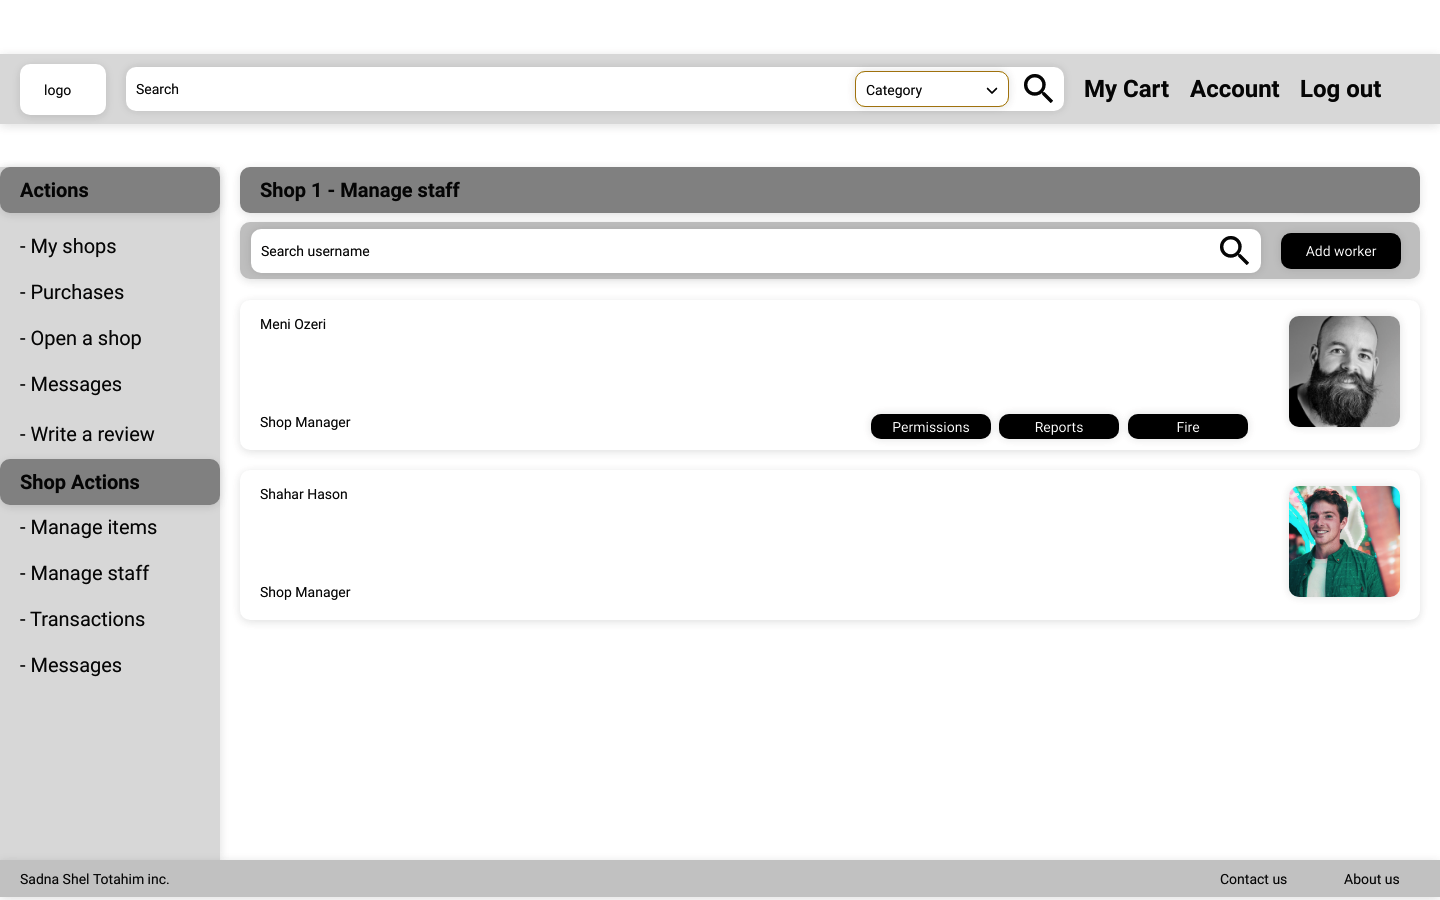 logo
Search
Category
My Cart
Account
Log out
Actions
- My shops
- Purchases
- Open a shop
- Messages
- Write a review
Shop Actions
- Manage items
- Manage staff
- Transactions
- Messages
Shop 1 - Manage staff
Search username
Add worker
Meni Ozeri
Shop Manager
Permissions
Reports
Fire
Shahar Hason
Shop Manager
Sadna Shel Totahim inc.
Contact us
About us